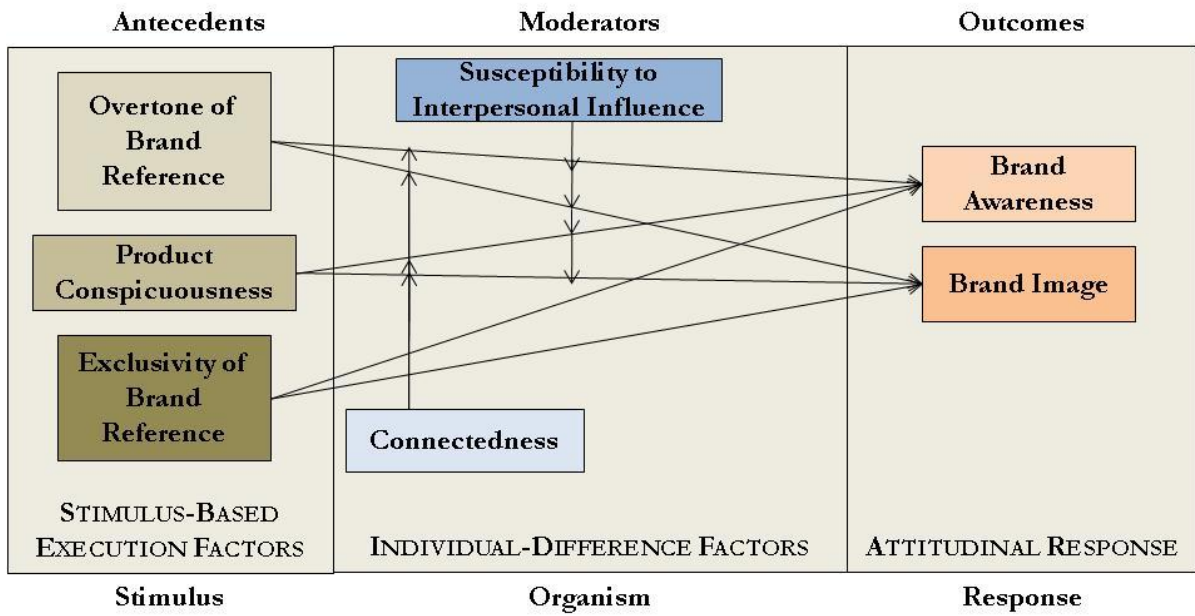 Antecedents
Moderators
Outcomes
Overtone of
Brand
Reference
Susceptibility to
Interpersonal Influence
Brand
Awareness
Product
Conspicuousness
Brand Image
Exclusivity of
Brand
Reference
Connectedness
STIMULUS-BASED
EXECUTION FACTORS
INDIVIDUAL-DIFFERENCE FACTORS
ATTITUDINAL RESPONSE
Stimulus
Organism
Response